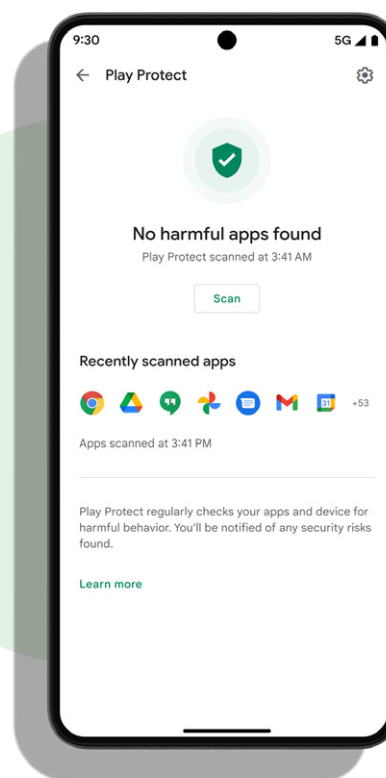 9:30 5G
Play Protect
No harmful apps found
Play Protect scanned at 3:41 AM
Scan
Recently scanned apps
31 +53
Apps scanned at 3:41 PM
Play Protect regularly checks your apps and device for
harmful behavior. You'll be notified of any security risks
found.
Learn more